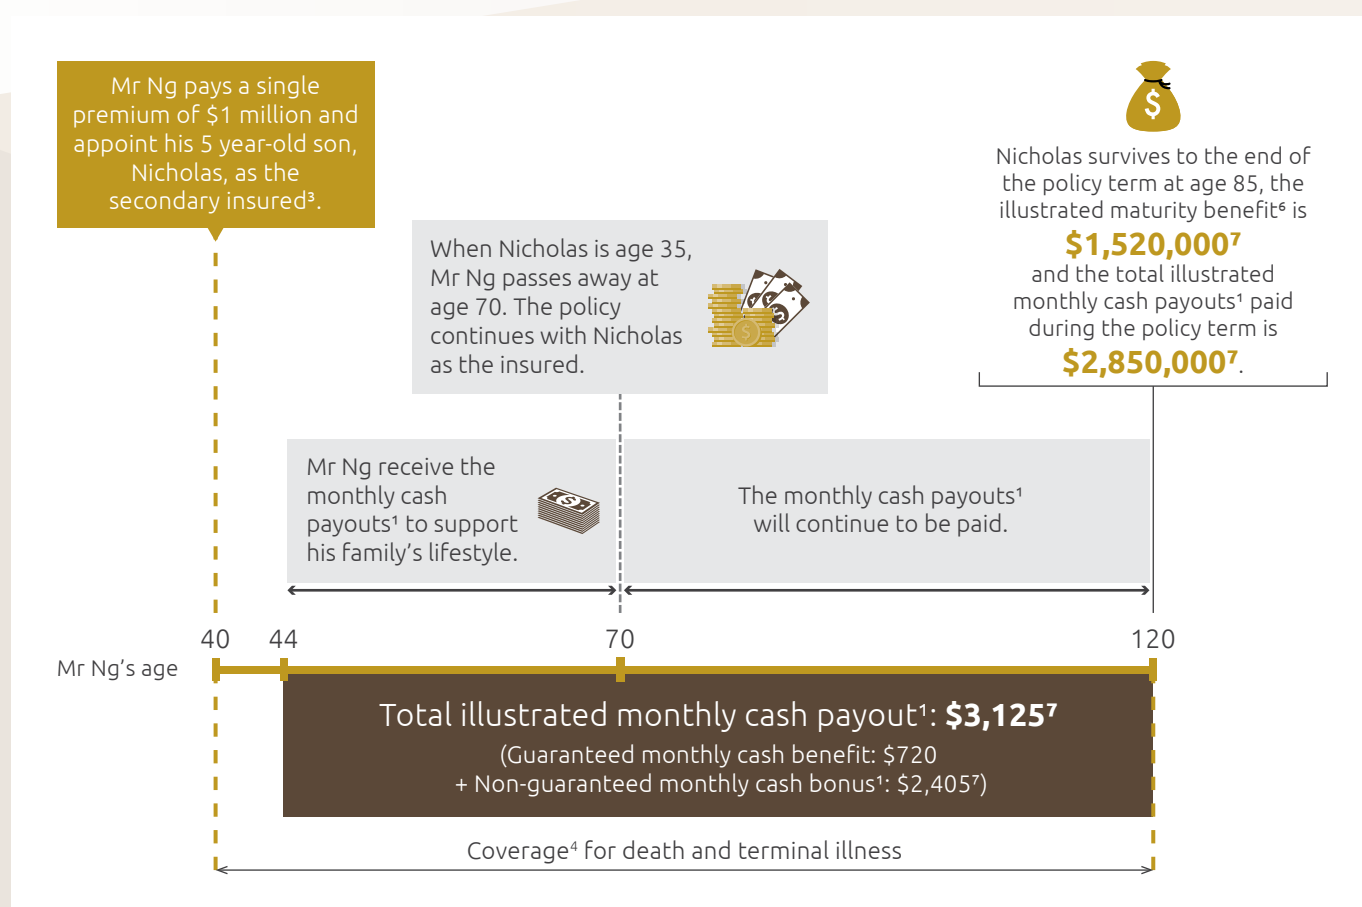 Mr Ng pays a single
premium of $1 million and
appoint his 5 year-old son,
Nicholas, as the
secondary insured³.
$
Nicholas survives to the end of
the policy term at age 85, the
illustrated maturity benefit⁶ is
$1,520,000⁷
and the total illustrated
monthly cash payouts¹ paid
during the policy term is
$2,850,000⁷.
When Nicholas is age 35,
Mr Ng passes away at
age 70. The policy
continues with Nicholas
as the insured.
Mr Ng receive the
monthly cash
payouts¹ to support
his family’s lifestyle.
The monthly cash payouts¹
will continue to be paid.
40 44 70 120
Mr Ng’s age
Total illustrated monthly cash payout¹: $3,125⁷
(Guaranteed monthly cash benefit: $720
+ Non-guaranteed monthly cash bonus¹: $2,405⁷)
Coverage⁴ for death and terminal illness